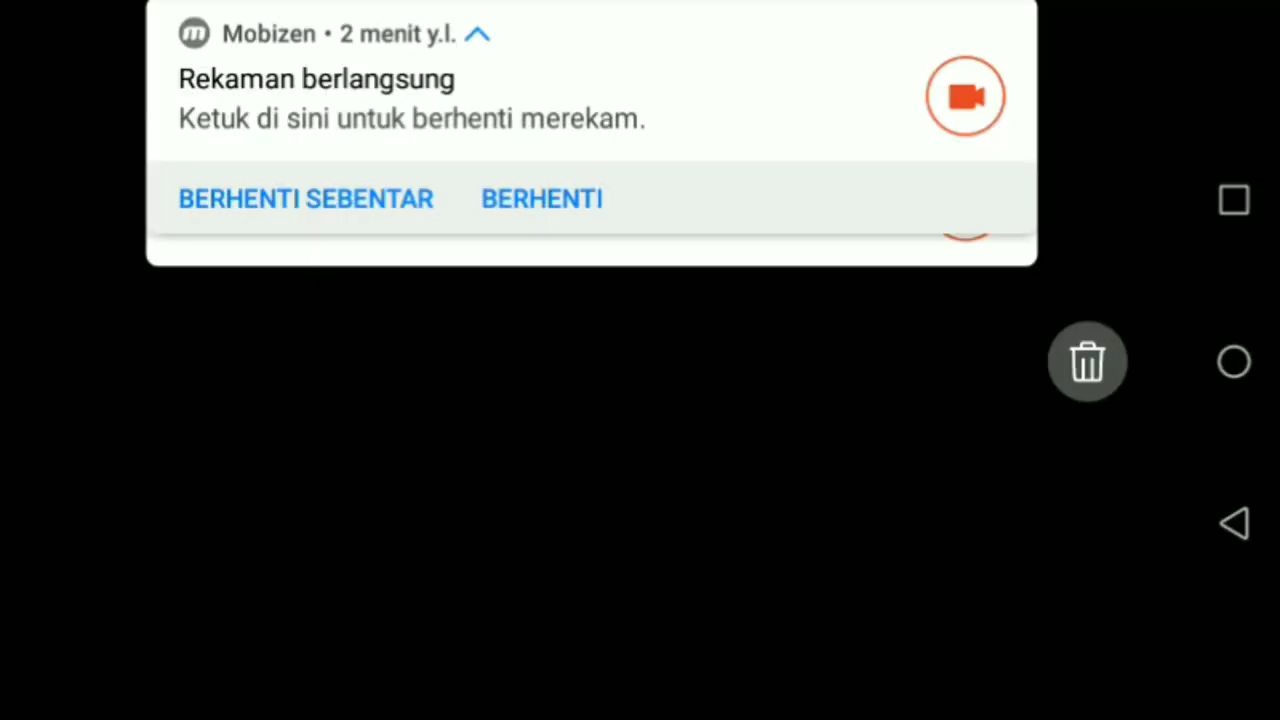 Mobizen • 2 menit y.l.
Rekaman berlangsung
Ketuk di sini untuk berhenti merekam.
BERHENTI SEBENTAR BERHENTI